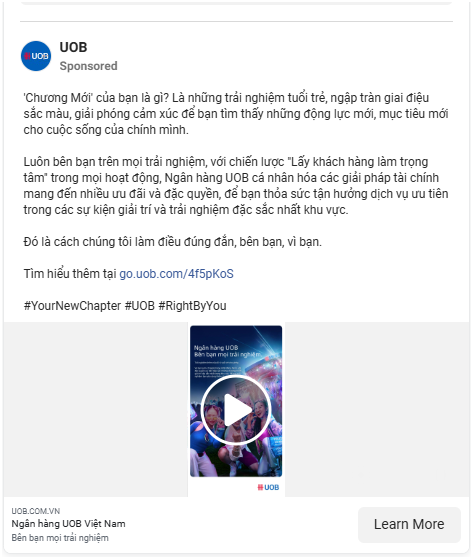 UOB
UOB
Sponsored
'Chương Mới' của bạn là gì? Là những trải nghiệm tuổi trẻ, ngập tràn giai điệu
sắc màu, giải phóng cảm xúc để bạn tìm thấy những động lực mới, mục tiêu mới
cho cuộc sống của chính mình.
Luôn bên bạn trên mọi trải nghiệm, với chiến lược "Lấy khách hàng làm trọng
tâm" trong mọi hoạt động, Ngân hàng UOB cá nhân hóa các giải pháp tài chính
mang đến nhiều ưu đãi và đặc quyền, để bạn thỏa sức tận hưởng dịch vụ ưu tiên
trong các sự kiện giải trí và trải nghiệm đặc sắc nhất khu vực.
Đó là cách chúng tôi làm điều đúng đắn, bên bạn, vì bạn.
Tìm hiểu thêm tại go.uob.com/4f5pKoS
#YourNewChapter #UOB #RightByYou
Ngân hàng UOB
Bên bạn mọi trải nghiệm.
UOB
UOB.COM.VN
Ngân hàng UOB Việt Nam
Bên bạn mọi trải nghiệm
Learn More